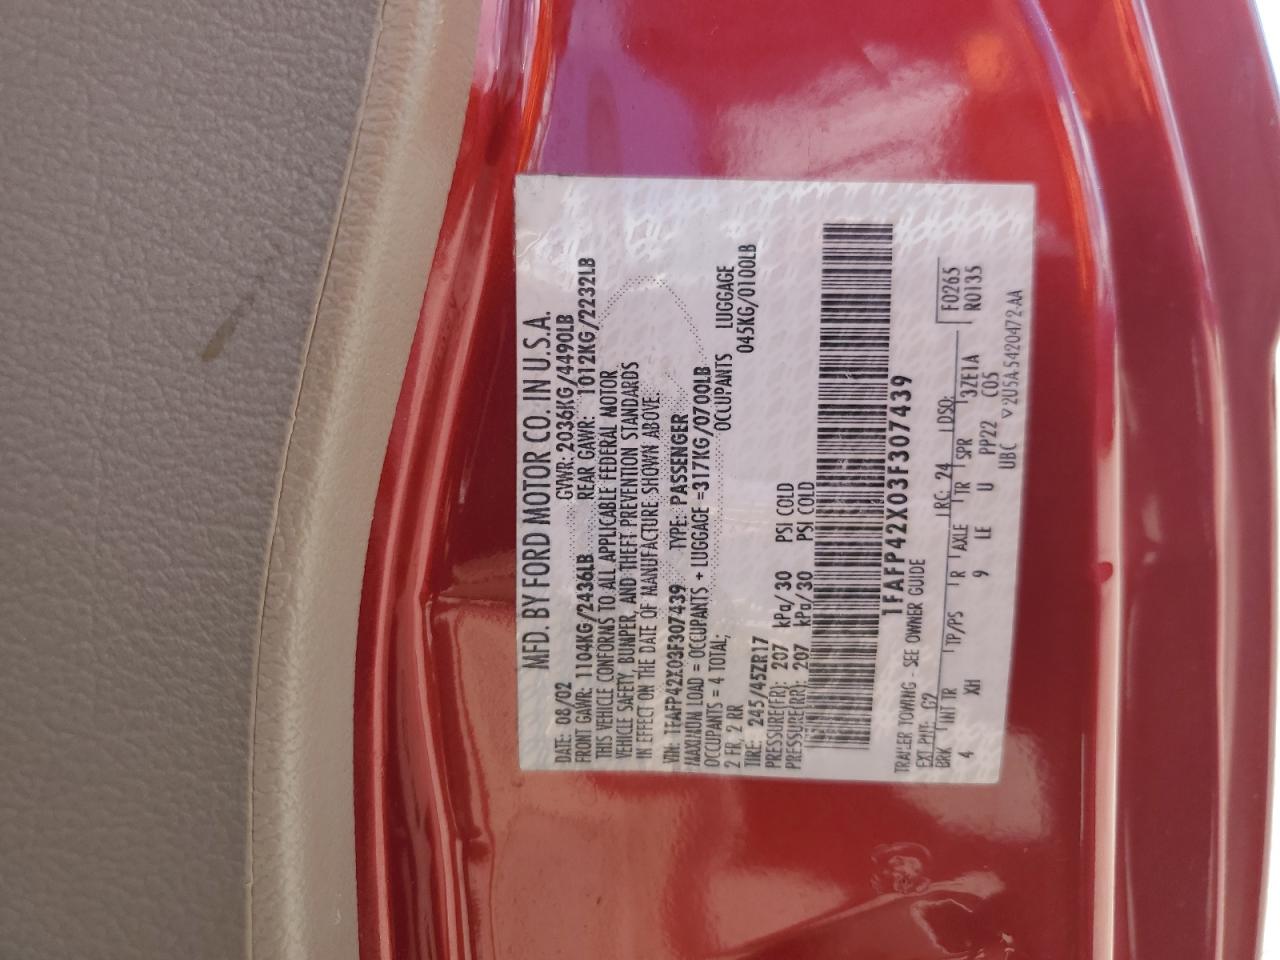 MFD. BY FORD MOTOR CO. IN U.S.A.
DATE: 08/02 GVWR: 2036KG/4490LB
FRONT GAWR: 1104KG/2436LB REAR GAWR: 1012KG/2232LB
THIS VEHICLE CONFORMS TO ALL APPLICABLE FEDERAL MOTOR
VEHICLE SAFETY, BUMPER, AND THEFT PREVENTION STANDARDS
IN EFFECT ON THE DATE OF MANUFACTURE SHOWN ABOVE.
VIN: 1FAFP42X03F307439 TYPE: PASSENGER
MAXIMUM LOAD = OCCUPANTS + LUGGAGE =317KG/0700LB
OCCUPANTS = 4 TOTAL; OCCUPANTS LUGGAGE
2 FR, 2 RR 045KG/0100LB
TIRE: 245/45ZR17
PRESSURE(FR): 207 kPa/30 PSI COLD
PRESSURE(RR): 207 kPa/30 PSI COLD
1FAFP42X03F307439
TRAILER TOWING - SEE OWNER GUIDE
EXT PNT: G2 RC: 24 DSO: F0265
BRK INT TR TP/PS R AXLE TR SPR R0135
4 XH 9 LE U PP22 3ZE1A C05
UBC V2U5A-5420472-AA